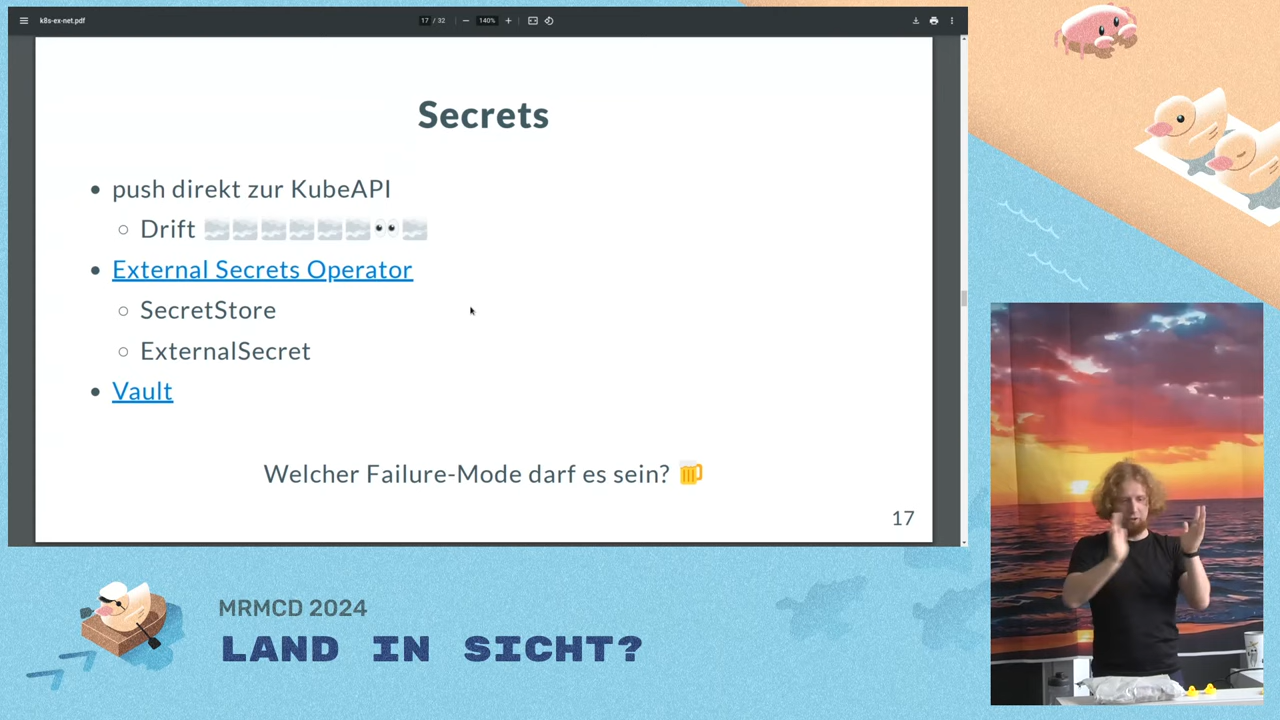 k8s-ex-net.pdf
17 / 32
140%
Secrets
push direkt zur KubeAPI
Drift 🌫️🌫️🌫️🌫️🌫️🌫️👀🌫️
External Secrets Operator
SecretStore
ExternalSecret
Vault
Welcher Failure-Mode darf es sein? 🍺
17
MRMCD 2024
LAND IN SICHT?